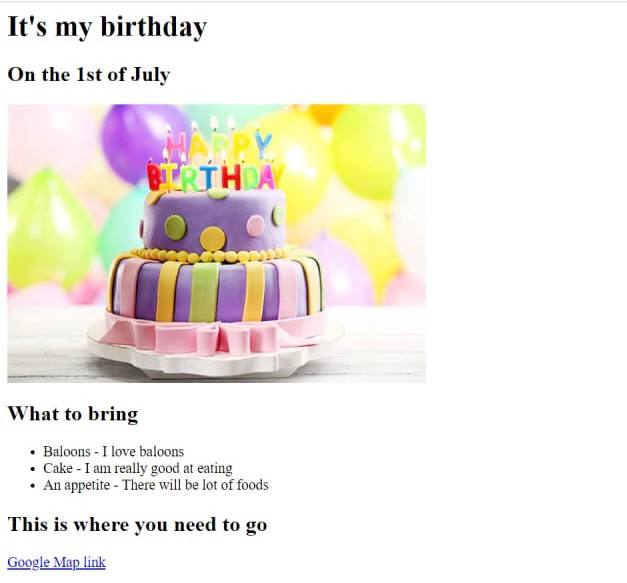 It's my birthday
On the 1st of July
HAPPY
BIRTHDAY
What to bring
Baloons - I love baloons
Cake - I am really good at eating
An appetite - There will be lot of foods
This is where you need to go
Google Map link